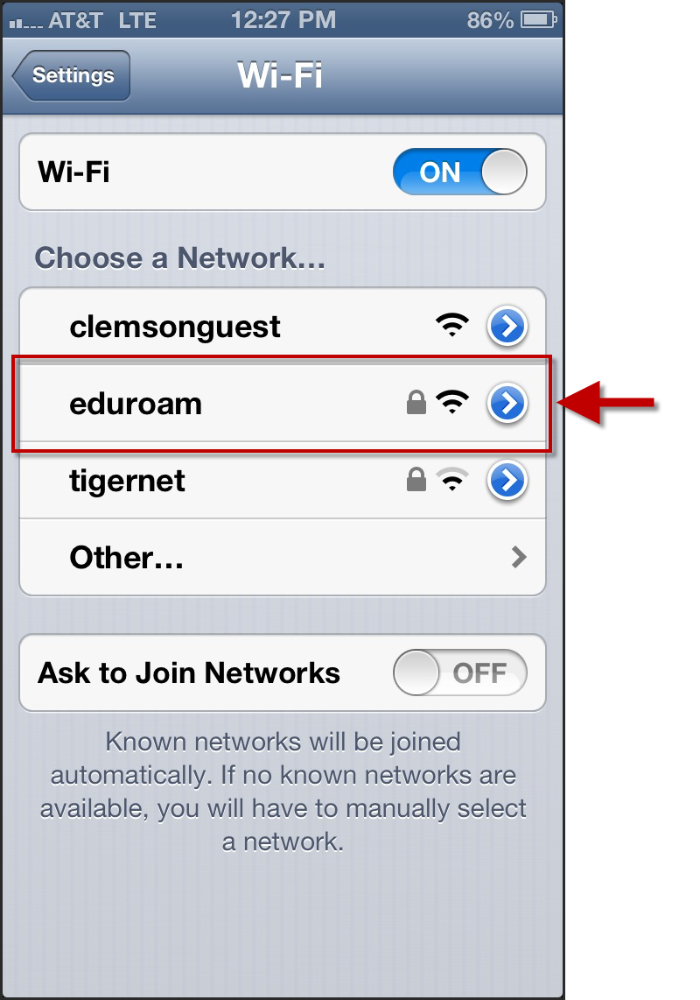 AT&T LTE 12:27 PM 86%
Settings Wi-Fi
Wi-Fi ON
Choose a Network...
clemsonguest
eduroam
tigernet
Other...
Ask to Join Networks OFF
Known networks will be joined
automatically. If no known networks are
available, you will have to manually select
a network.